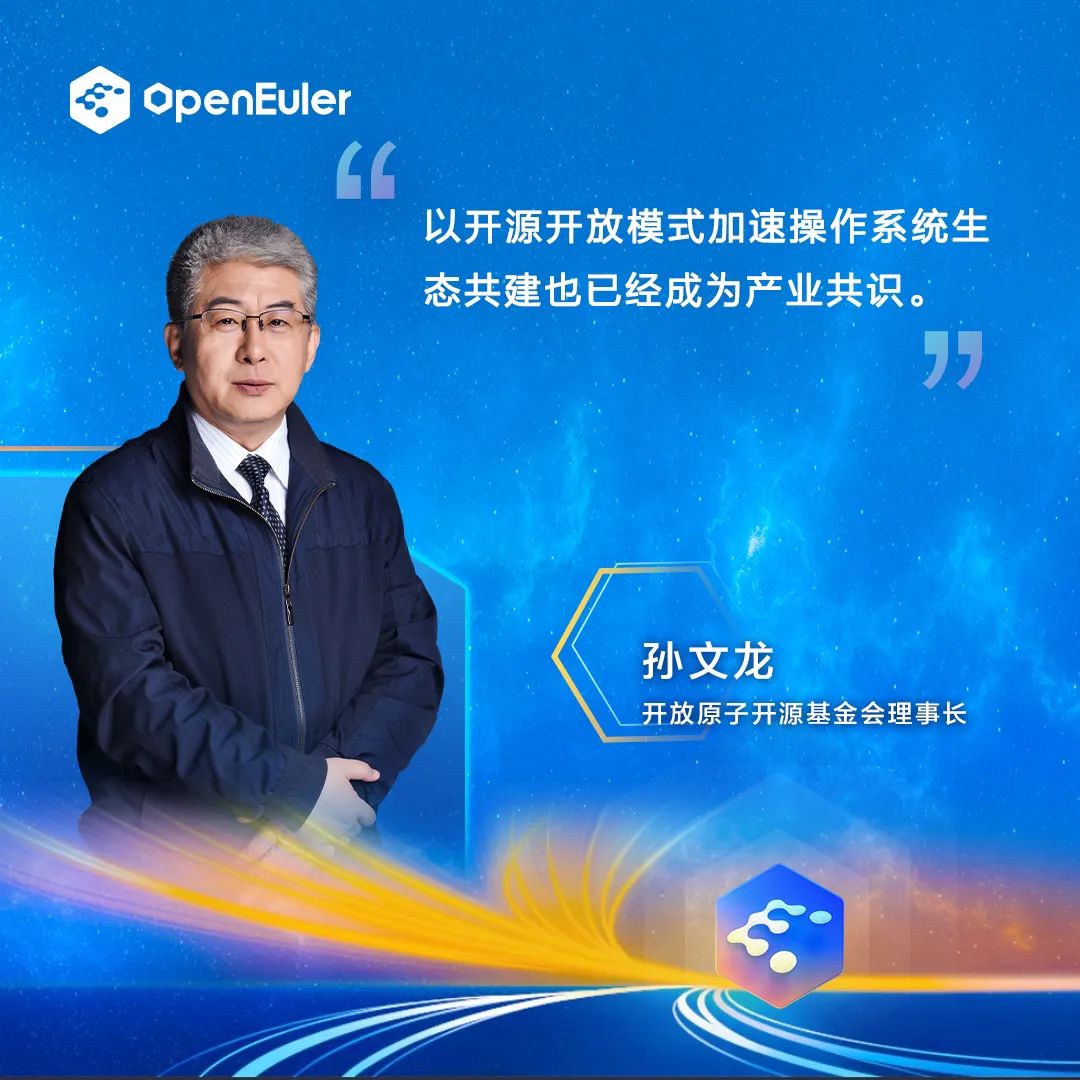 openEuler
以开源开放模式加速操作系统生
态共建也已经成为产业共识。
孙文龙
开放原子开源基金会理事长